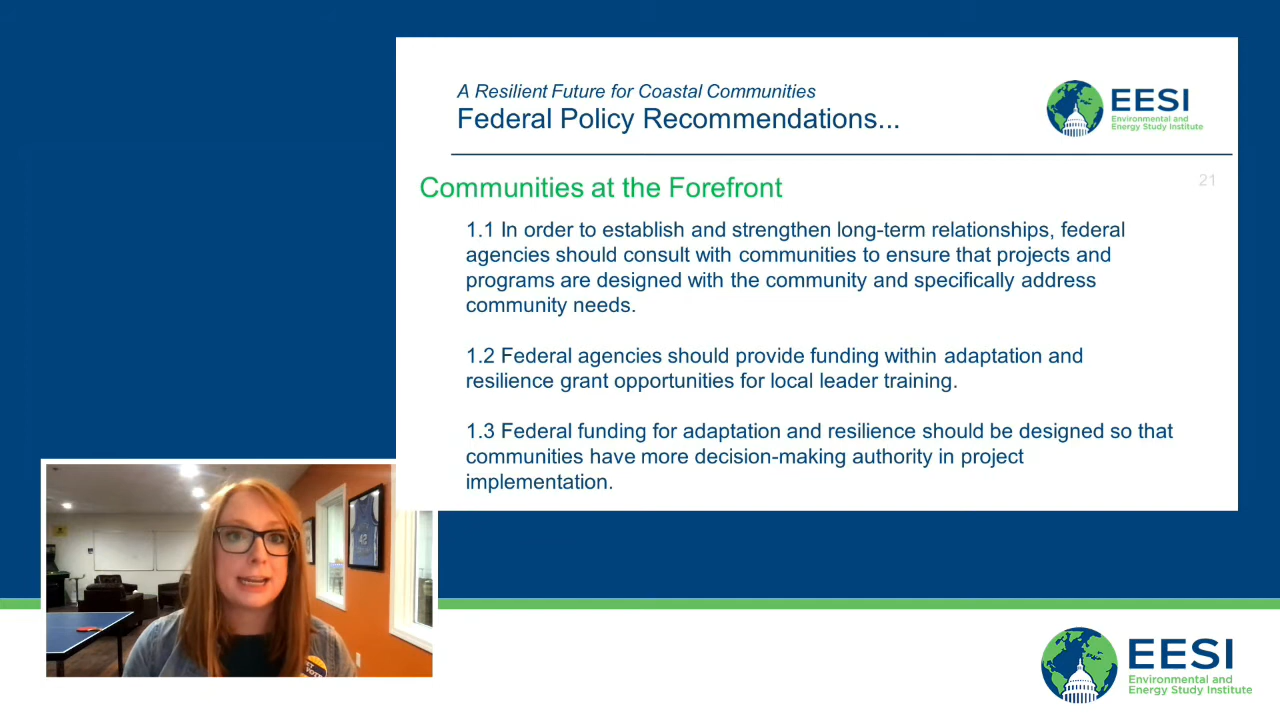 A Resilient Future for Coastal Communities
Federal Policy Recommendations...
EESI
Environmental and
Energy Study Institute
21
Communities at the Forefront
1.1 In order to establish and strengthen long-term relationships, federal
agencies should consult with communities to ensure that projects and
programs are designed with the community and specifically address
community needs.
1.2 Federal agencies should provide funding within adaptation and
resilience grant opportunities for local leader training.
1.3 Federal funding for adaptation and resilience should be designed so that
communities have more decision-making authority in project
implementation.
42
VOTE
EESI
Environmental and
Energy Study Institute